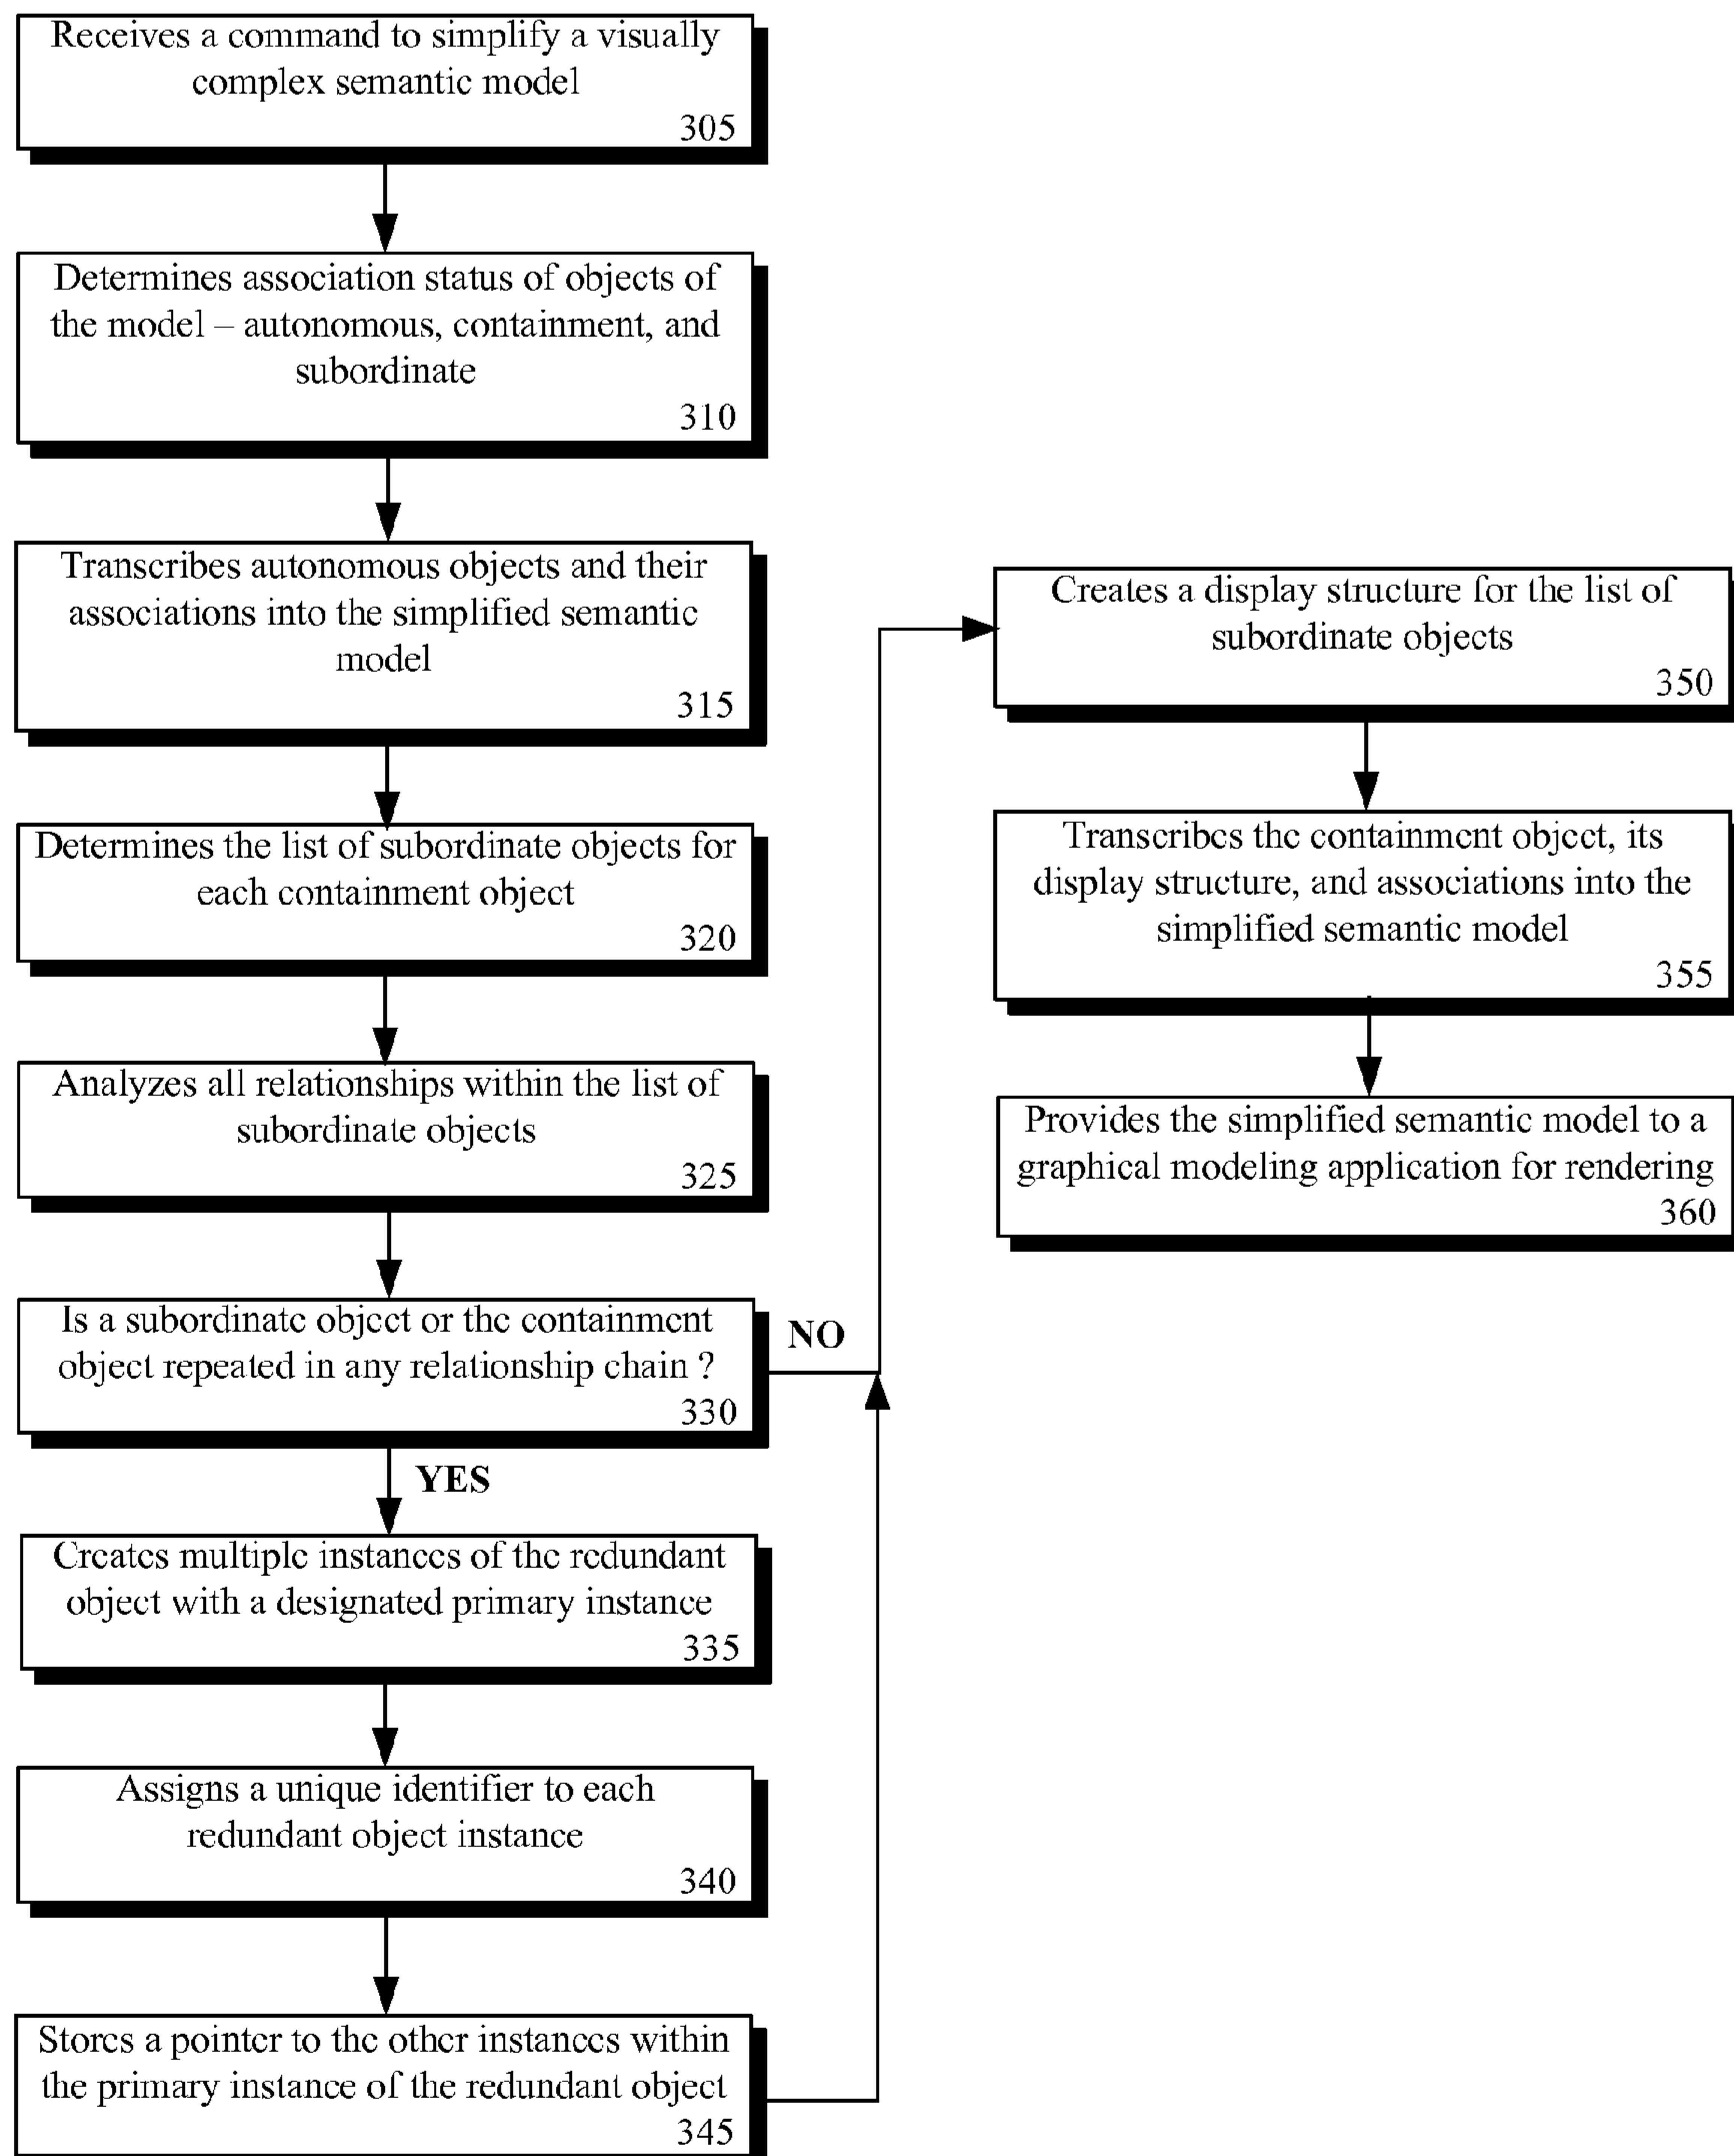 Receives a command to simplify a visually
complex semantic model
305
Determines association status of objects of
the model – autonomous, containment, and
subordinate
310
Transcribes autonomous objects and their
associations into the simplified semantic
model
315
Determines the list of subordinate objects for
each containment object
320
Analyzes all relationships within the list of
subordinate objects
325
Is a subordinate object or the containment
object repeated in any relationship chain ?
330
NO
YES
Creates multiple instances of the redundant
object with a designated primary instance
335
Assigns a unique identifier to each
redundant object instance
340
Stores a pointer to the other instances within
the primary instance of the redundant object
345
Creates a display structure for the list of
subordinate objects
350
Transcribes the containment object, its
display structure, and associations into the
simplified semantic model
355
Provides the simplified semantic model to a
graphical modeling application for rendering
360